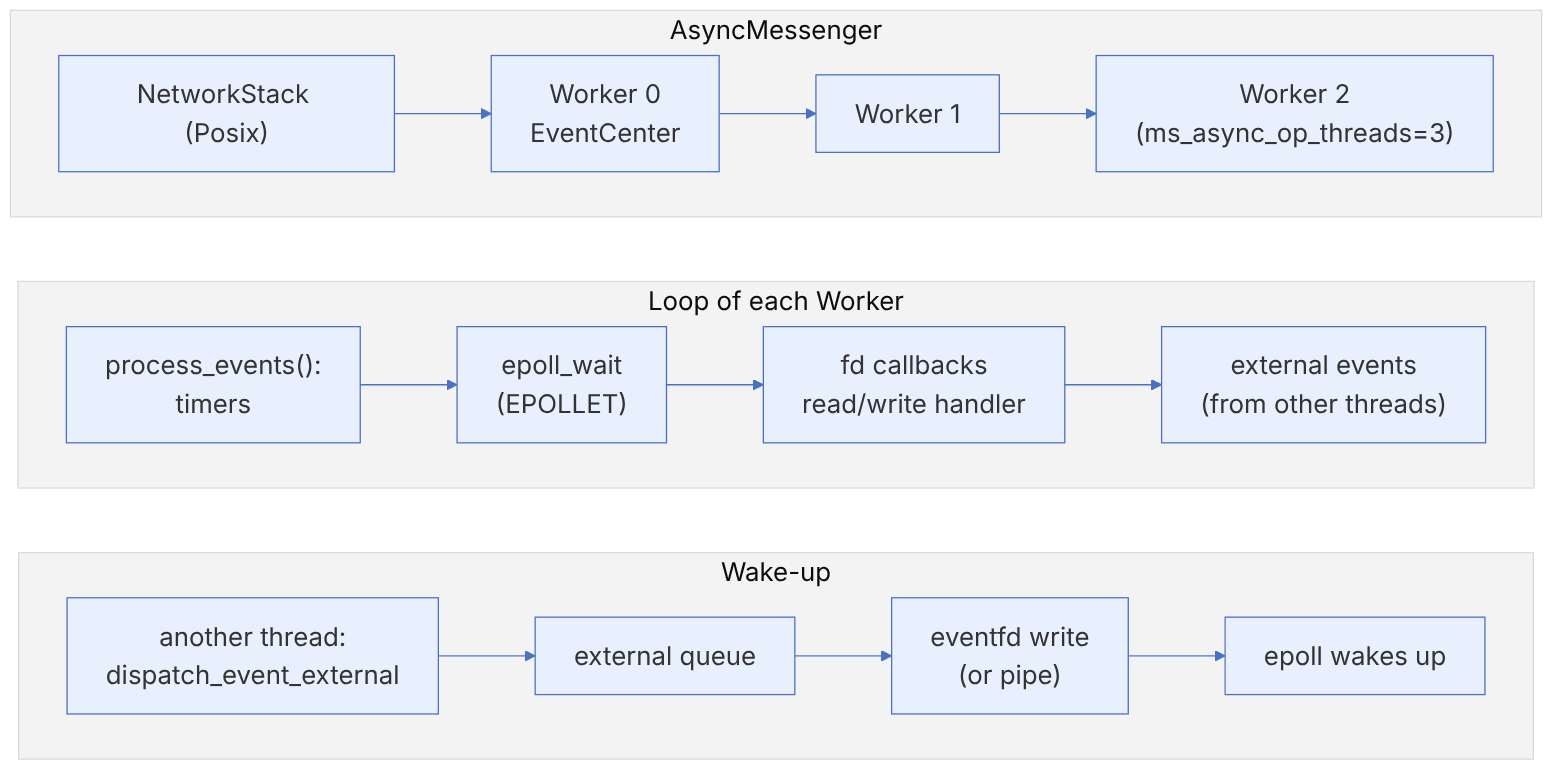 AsyncMessenger
NetworkStack
(Posix)
Worker 0
EventCenter
Worker 1
Worker 2
(ms_async_op_threads=3)
Loop of each Worker
process_events():
timers
epoll_wait
(EPOLLET)
fd callbacks
read/write handler
external events
(from other threads)
Wake-up
another thread:
dispatch_event_external
external queue
eventfd write
(or pipe)
epoll wakes up